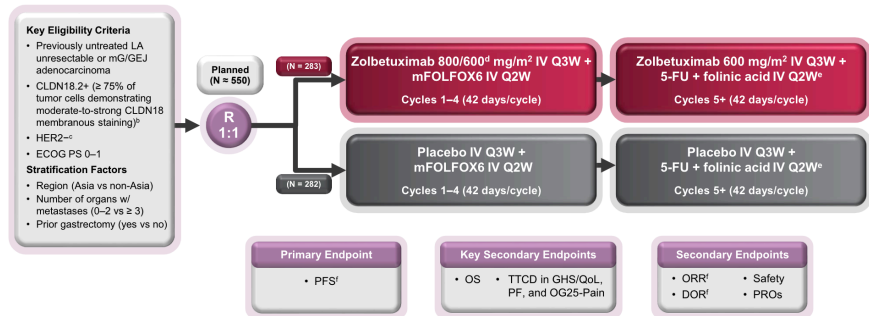 Key Eligibility Criteria
• Previously untreated LA
unresectable or mG/GEJ
adenocarcinoma
• CLDN18.2+ (≥ 75% of
tumor cells demonstrating
moderate-to-strong CLDN18
membranous staining)ᵇ
• HER2−ᶜ
• ECOG PS 0–1
Stratification Factors
• Region (Asia vs non-Asia)
• Number of organs w/
metastases (0–2 vs ≥ 3)
• Prior gastrectomy (yes vs no)
Planned
(N ≈ 550)
R
1:1
(N = 283)
Zolbetuximab 800/600ᵈ mg/m² IV Q3W +
mFOLFOX6 IV Q2W
Cycles 1–4 (42 days/cycle)
Zolbetuximab 600 mg/m² IV Q3W +
5-FU + folinic acid IV Q2Wᵉ
Cycles 5+ (42 days/cycle)
(N = 282)
Placebo IV Q3W +
mFOLFOX6 IV Q2W
Cycles 1–4 (42 days/cycle)
Placebo IV Q3W +
5-FU + folinic acid IV Q2Wᵉ
Cycles 5+ (42 days/cycle)
Primary Endpoint
• PFSᶠ
Key Secondary Endpoints
• OS • TTCD in GHS/QoL,
PF, and OG25-Pain
Secondary Endpoints
• ORRᶠ • Safety
• DORᶠ • PROs